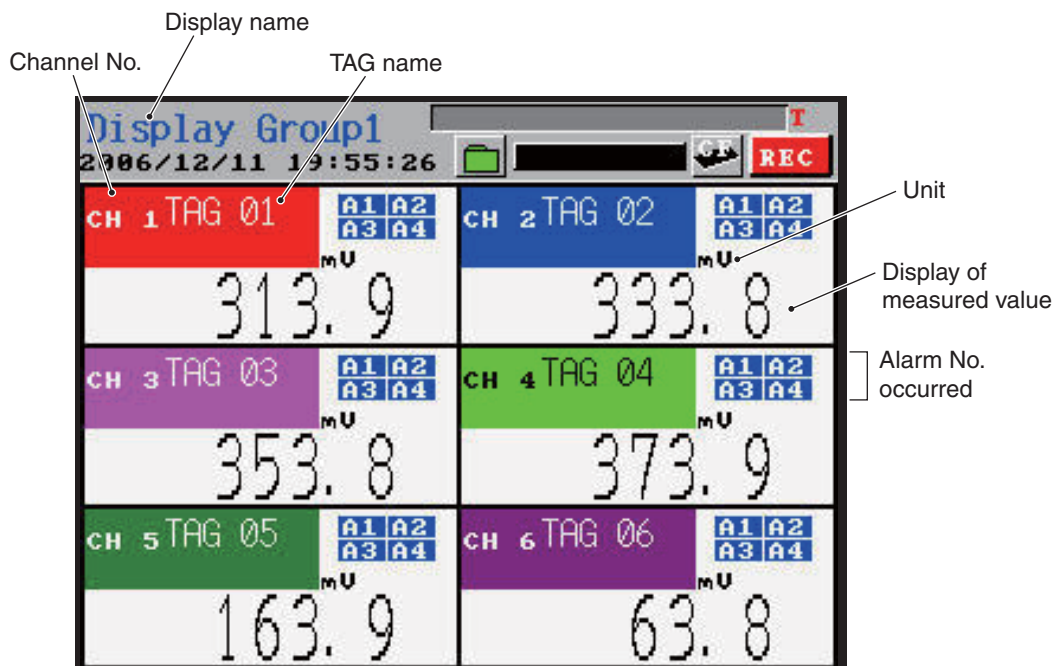 Display name
Channel No.
TAG name
Display Group1
T
2006/12/11 19:55:26
CF
REC
CH 1 TAG 01
A1 A2
A3 A4
mV
313.9
CH 2 TAG 02
A1 A2
A3 A4
mV
333.8
Unit
Display of
measured value
CH 3 TAG 03
A1 A2
A3 A4
mV
353.8
CH 4 TAG 04
A1 A2
A3 A4
mV
373.9
Alarm No.
occurred
CH 5 TAG 05
A1 A2
A3 A4
mV
163.9
CH 6 TAG 06
A1 A2
A3 A4
mV
63.8